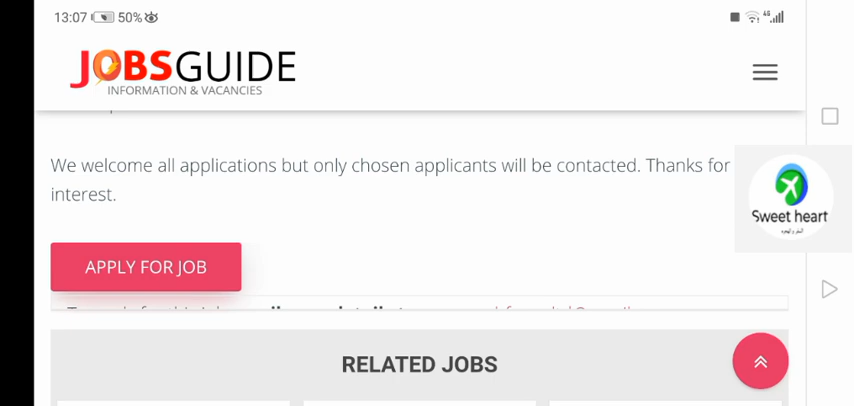 13:07 50% 4G
JOBSGUIDE
INFORMATION & VACANCIES
We welcome all applications but only chosen applicants will be contacted. Thanks for
interest.
Sweet heart
APPLY FOR JOB
RELATED JOBS